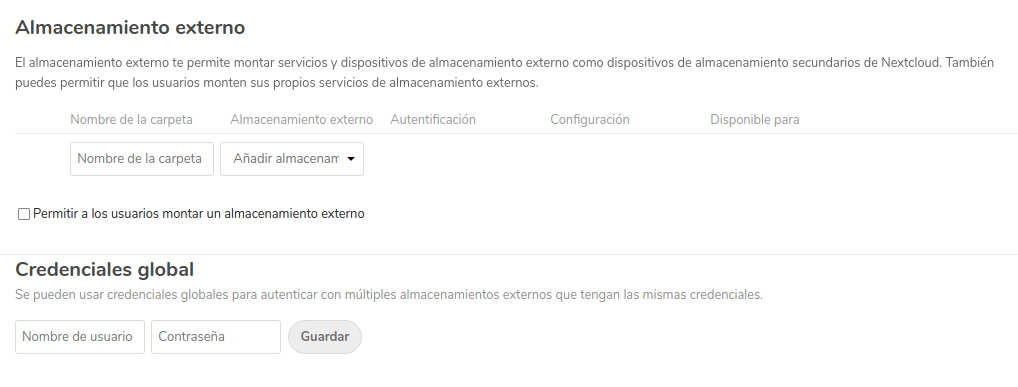 Almacenamiento externo
El almacenamiento externo te permite montar servicios y dispositivos de almacenamiento externo como dispositivos de almacenamiento secundarios de Nextcloud. También
puedes permitir que los usuarios monten sus propios servicios de almacenamiento externos.
Nombre de la carpeta Almacenamiento externo Autentificación Configuración Disponible para
Nombre de la carpeta Añadir almacenam
Permitir a los usuarios montar un almacenamiento externo
Credenciales global
Se pueden usar credenciales globales para autenticar con múltiples almacenamientos externos que tengan las mismas credenciales.
Nombre de usuario Contraseña Guardar